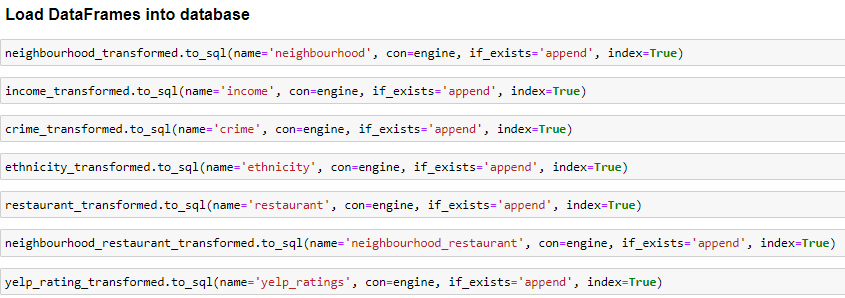 Load DataFrames into database
neighbourhood_transformed.to_sql(name='neighbourhood', con=engine, if_exists='append', index=True)
income_transformed.to_sql(name='income', con=engine, if_exists='append', index=True)
crime_transformed.to_sql(name='crime', con=engine, if_exists='append', index=True)
ethnicity_transformed.to_sql(name='ethnicity', con=engine, if_exists='append', index=True)
restaurant_transformed.to_sql(name='restaurant', con=engine, if_exists='append', index=True)
neighbourhood_restaurant_transformed.to_sql(name='neighbourhood_restaurant', con=engine, if_exists='append', index=True)
yelp_rating_transformed.to_sql(name='yelp_ratings', con=engine, if_exists='append', index=True)